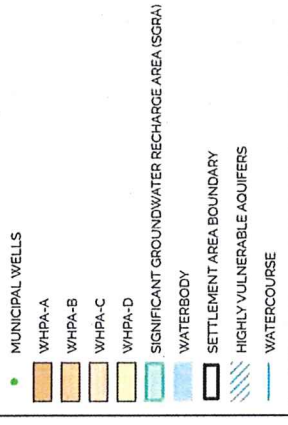 MUNICIPAL WELLS
WHPA-A
WHPA-B
WHPA-C
WHPA-D
SIGNIFICANT GROUNDWATER RECHARGE AREA (SGRA)
WATERBODY
SETTLEMENT AREA BOUNDARY
HIGHLY VULNERABLE AQUIFERS
WATERCOURSE